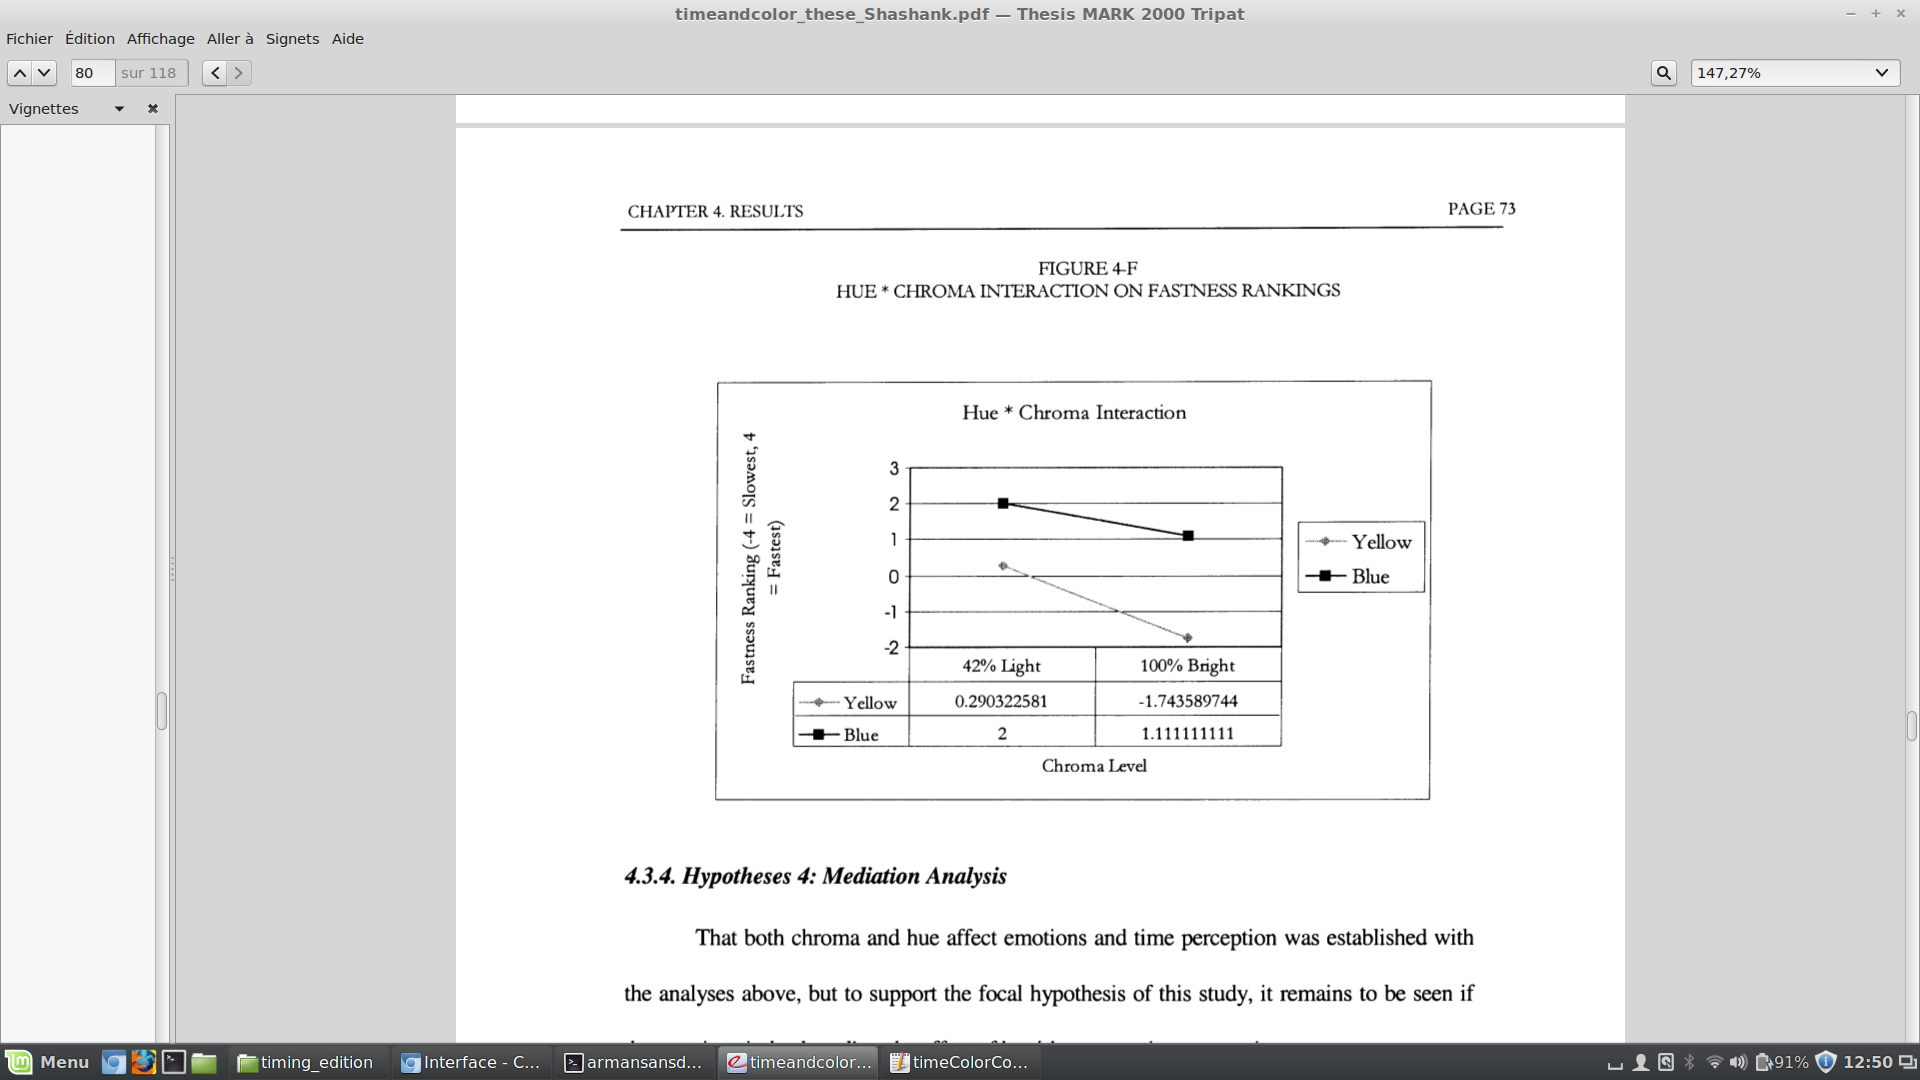 timeandcolor_these_Shashank.pdf — Thesis MARK 2000 Tripat
Fichier Édition Affichage Aller à Signets Aide
80 sur 118 147,27%
Vignettes
CHAPTER 4. RESULTS PAGE 73
FIGURE 4-F
HUE * CHROMA INTERACTION ON FASTNESS RANKINGS
Hue * Chroma Interaction
Fastness Ranking (-4 = Slowest, 4
= Fastest)
3
2
1
0
-1
-2
Yellow
Blue
42% Light 100% Bright
Yellow 0.290322581 -1.743589744
Blue 2 1.111111111
Chroma Level
4.3.4. Hypotheses 4: Mediation Analysis
That both chroma and hue affect emotions and time perception was established with
the analyses above, but to support the focal hypothesis of this study, it remains to be seen if
Menu timing_edition Interface - C... armansansd... timeandcolor... timeColorCo... 91% 12:50